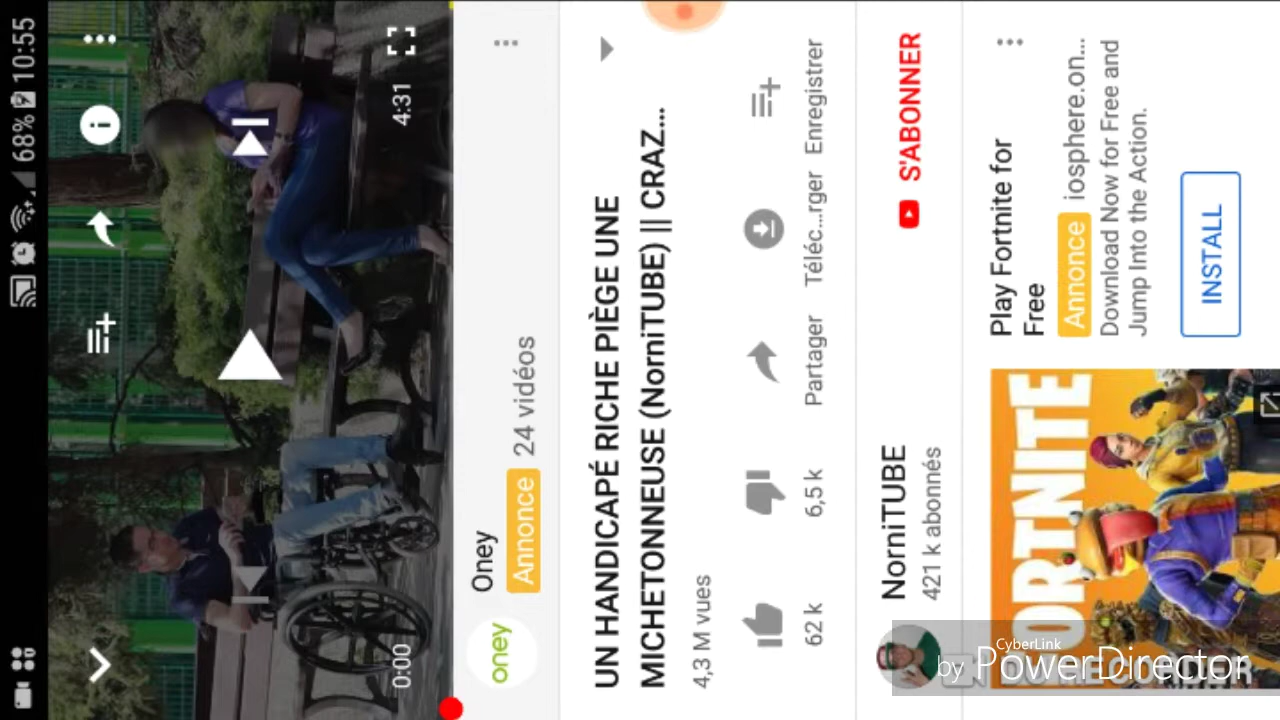 68% 10:55
0:00
4:31
oney
Oney
Annonce 24 vidéos
UN HANDICAPÉ RICHE PIÈGE UNE
MICHETONNEUSE (NorniTUBE) || CRAZ...
4,3 M vues
62 k
6,5 k
Partager
Téléc...rger
Enregistrer
NorniTUBE
421 k abonnés
S'ABONNER
Play Fortnite for
Free
Annonce iosphere.on...
Download Now for Free and
Jump Into the Action.
INSTALL
ORTNITE
CyberLink
by PowerDirector